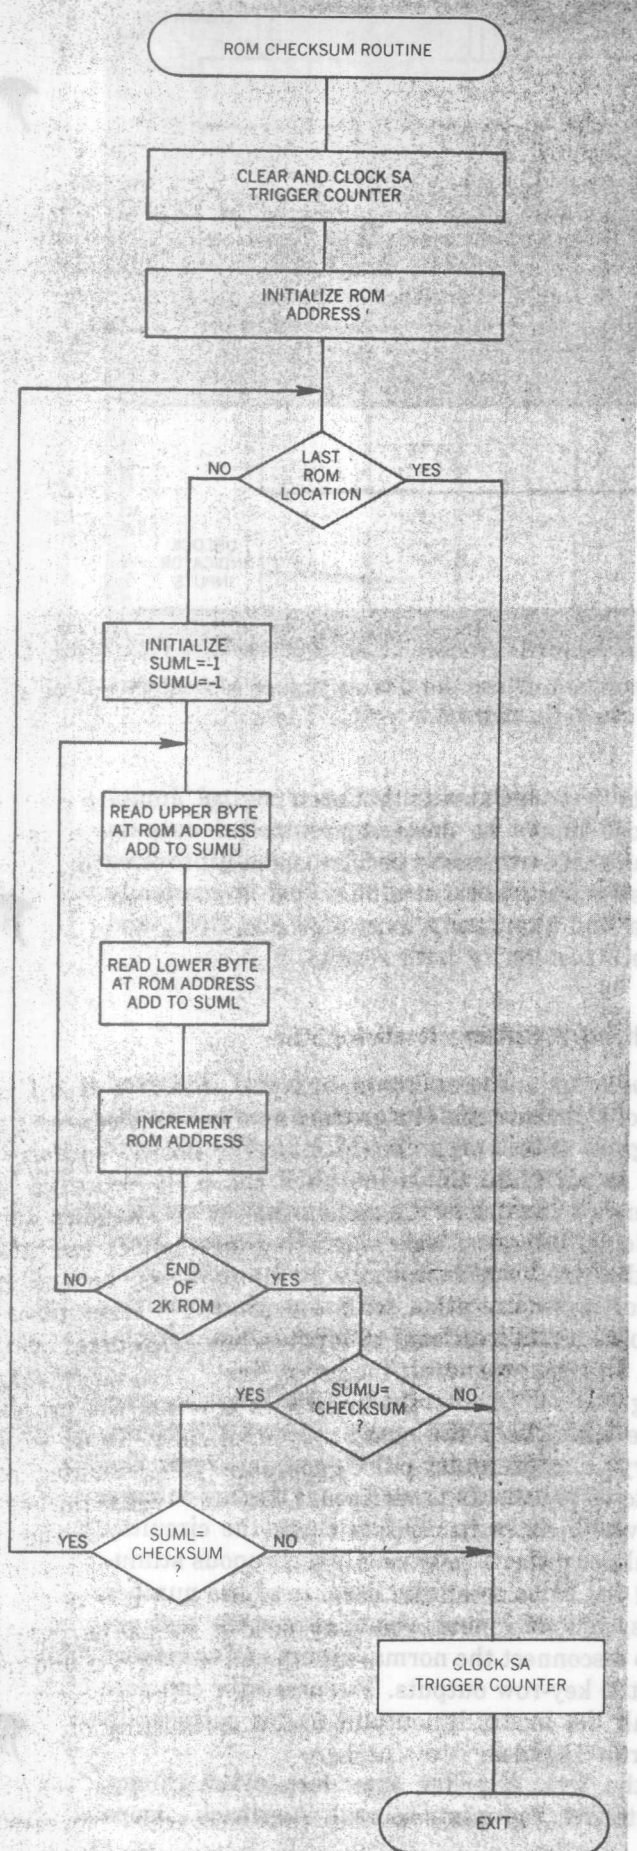 ROM CHECKSUM ROUTINE
CLEAR AND CLOCK SA
TRIGGER COUNTER
INITIALIZE ROM
ADDRESS
LAST
ROM
LOCATION
NO
YES
INITIALIZE
SUML=-1
SUMU=-1
READ UPPER BYTE
AT ROM ADDRESS
ADD TO SUMU
READ LOWER BYTE
AT ROM ADDRESS
ADD TO SUML
INCREMENT
ROM ADDRESS
END
OF
2K ROM
NO
YES
SUMU=
CHECKSUM
?
YES
NO
SUML=
CHECKSUM
?
YES
NO
CLOCK SA
TRIGGER COUNTER
EXIT